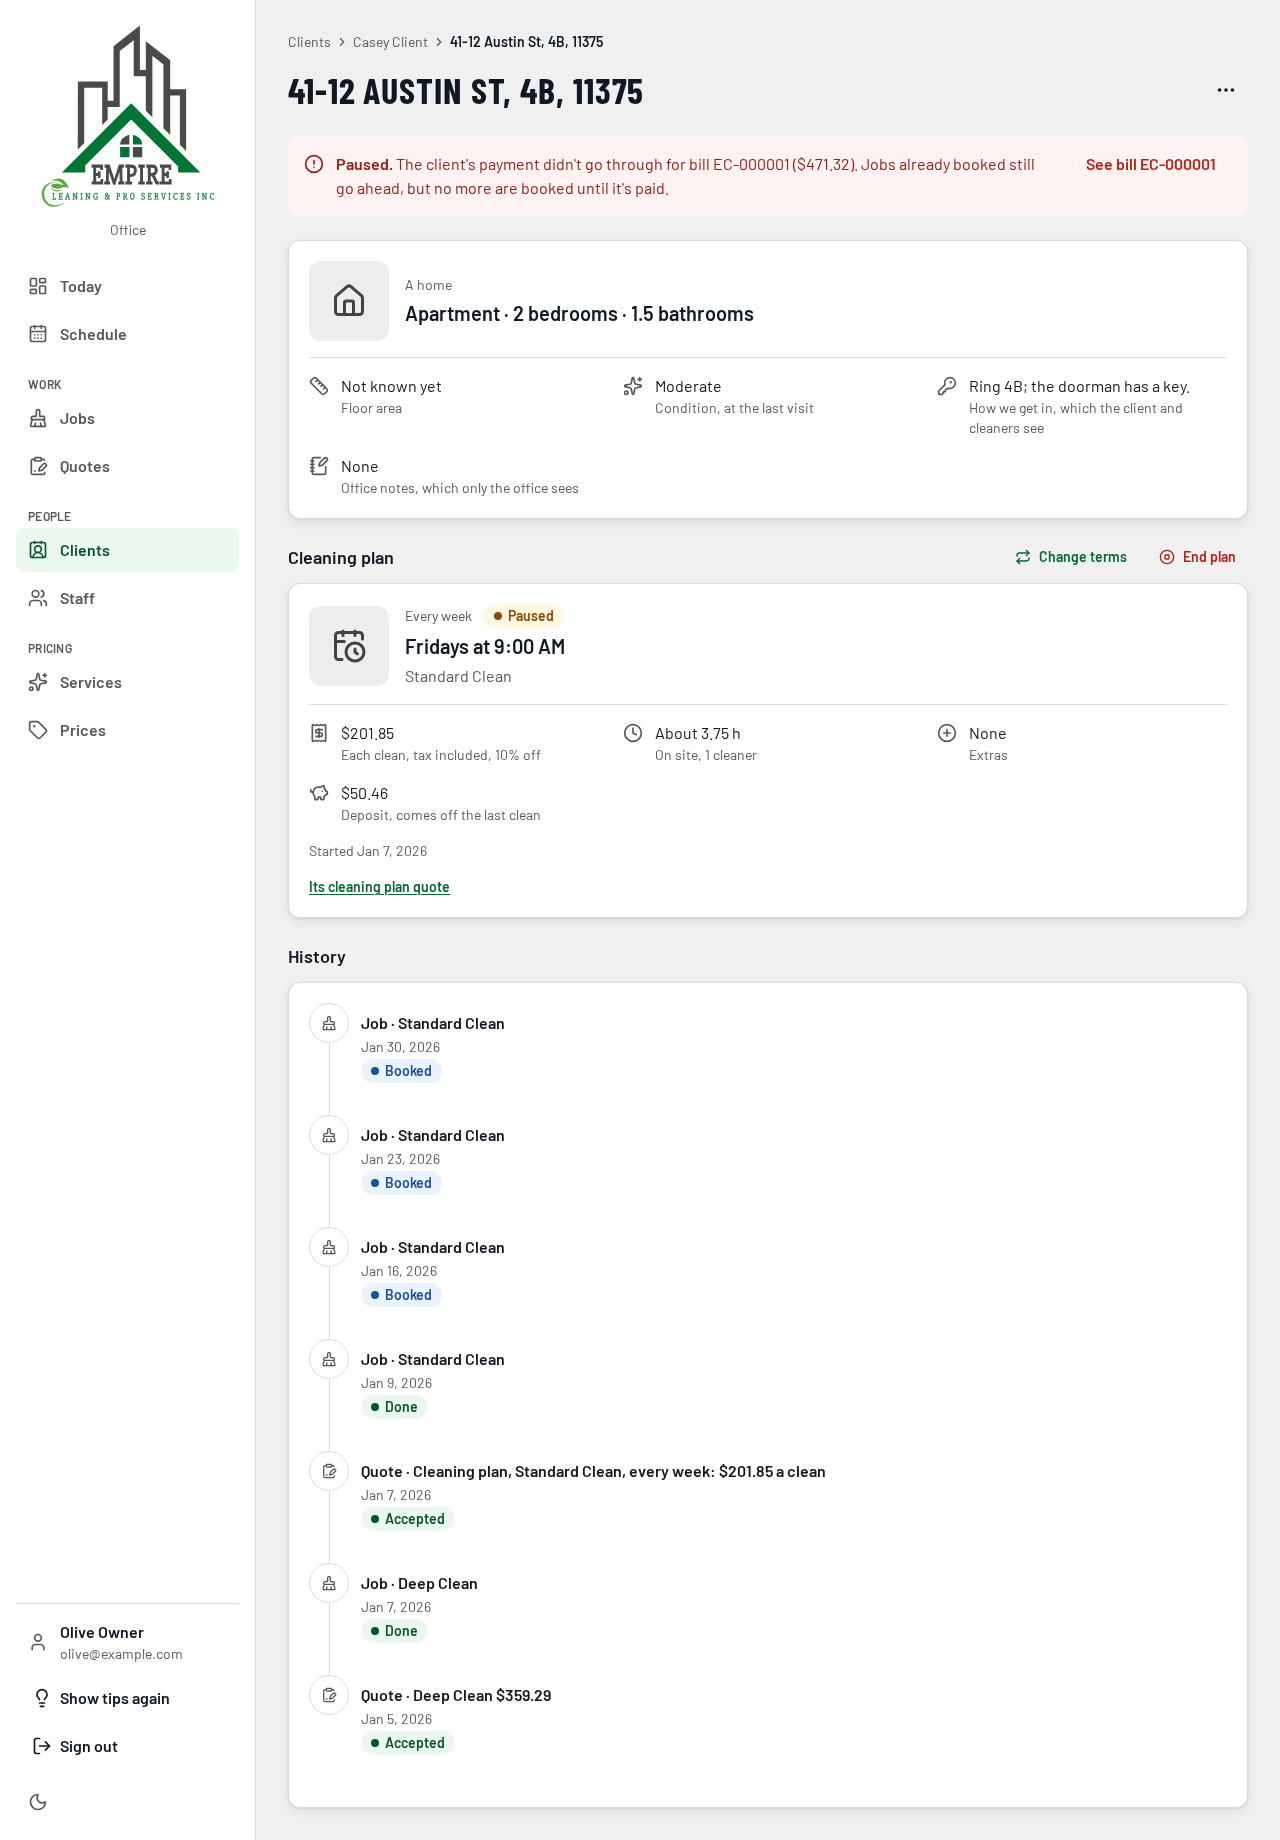 EMPIRE
LEANING & PRO SERVICES INC
Office
Today
Schedule
WORK
Jobs
Quotes
PEOPLE
Clients
Staff
PRICING
Services
Prices
Olive Owner
olive@example.com
Show tips again
Sign out
Clients > Casey Client > 41-12 Austin St, 4B, 11375
41-12 AUSTIN ST, 4B, 11375
Paused. The client's payment didn't go through for bill EC-000001 ($471.32). Jobs already booked still
go ahead, but no more are booked until it's paid.
See bill EC-000001
A home
Apartment · 2 bedrooms · 1.5 bathrooms
Not known yet
Floor area
Moderate
Condition, at the last visit
Ring 4B; the doorman has a key.
How we get in, which the client and
cleaners see
None
Office notes, which only the office sees
Cleaning plan
Change terms
End plan
Every week
Paused
Fridays at 9:00 AM
Standard Clean
$201.85
Each clean, tax included, 10% off
About 3.75 h
On site, 1 cleaner
None
Extras
$50.46
Deposit, comes off the last clean
Started Jan 7, 2026
Its cleaning plan quote
History
Job · Standard Clean
Jan 30, 2026
Booked
Job · Standard Clean
Jan 23, 2026
Booked
Job · Standard Clean
Jan 16, 2026
Booked
Job · Standard Clean
Jan 9, 2026
Done
Quote · Cleaning plan, Standard Clean, every week: $201.85 a clean
Jan 7, 2026
Accepted
Job · Deep Clean
Jan 7, 2026
Done
Quote · Deep Clean $359.29
Jan 5, 2026
Accepted